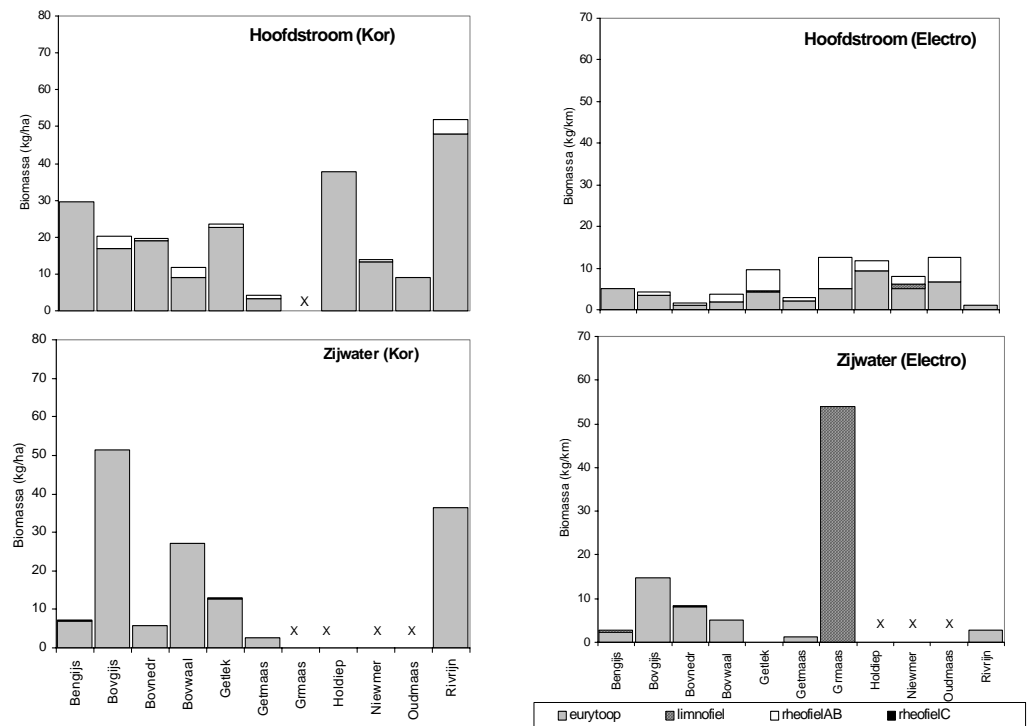 Hoofdstroom (Kor)
Biomassa (kg/ha)
80
70
60
50
40
30
20
10
0
X
Hoofdstroom (Electro)
Biomassa (kg/km)
70
60
50
40
30
20
10
0
Zijwater (Kor)
Biomassa (kg/ha)
80
70
60
50
40
30
20
10
0
X X X X
Bengijs
Bovgijs
Bovnedr
Bovwaal
Getlek
Getmaas
Grmaas
Holdiep
Niewmer
Oudmaas
Rivrijn
Zijwater (Electro)
Biomassa (kg/km)
70
60
50
40
30
20
10
0
X X X
Bengijs
Bovgijs
Bovnedr
Bovwaal
Getlek
Getmaas
Grmaas
Holdiep
Niewmer
Oudmaas
Rivrijn
eurytoop limnofiel rheofielAB rheofielC